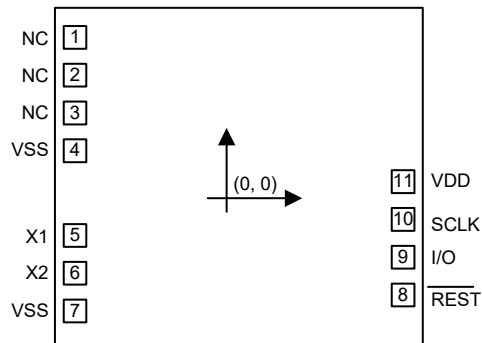 NC 1
NC 2
NC 3
VSS 4
(0, 0)
11 VDD
10 SCLK
X1 5
9 I/O
X2 6
8 REST
VSS 7